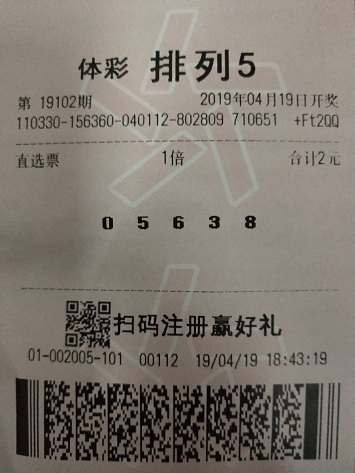 体彩 排列5
第 19102期 2019年04月19日开奖
110330-156360-040112-802809 710651 +Ft2QQ
直选票 1倍 合计2元
0 5 6 3 8
扫码注册赢好礼
01-002005-101 00112 19/04/19 18:43:19